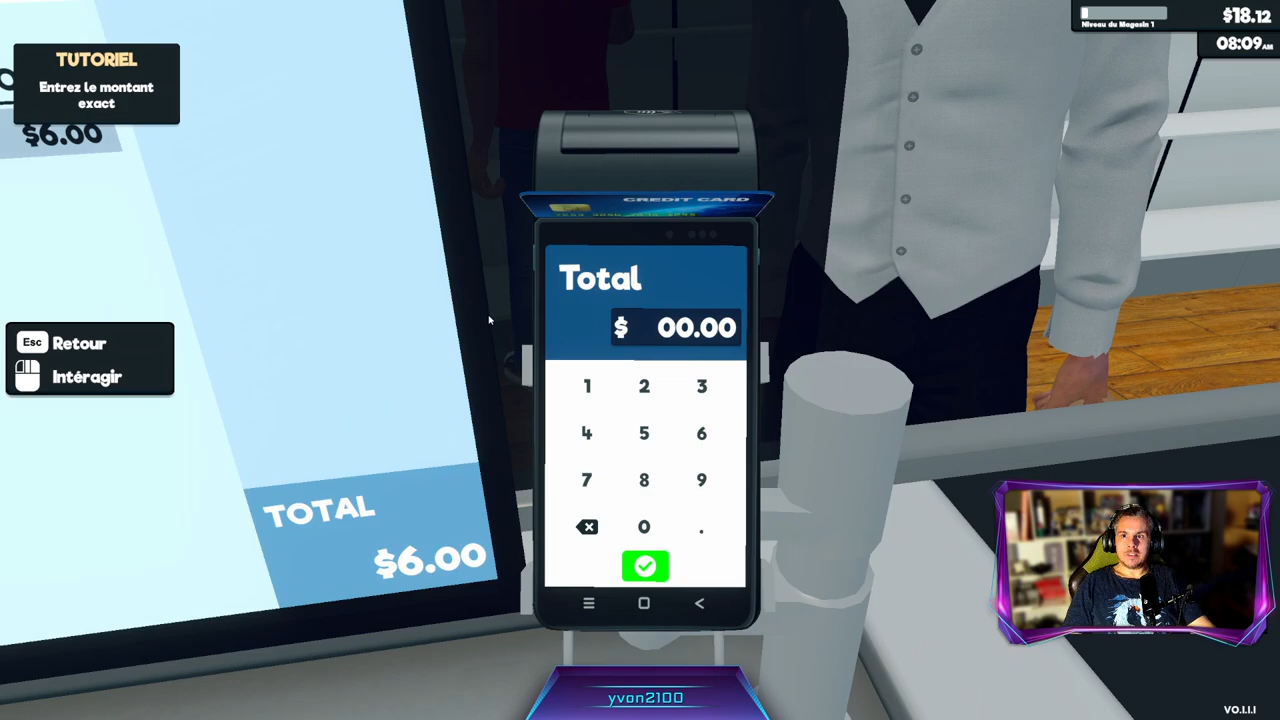 TUTORIEL
Entrez le montant
exact
$6.00
Esc Retour
Intéragir
TOTAL
$6.00
CREDIT CARD
Total
$ 00.00
1 2 3
4 5 6
7 8 9
0 .
$18.12
Niveau du Magasin 1
08:09AM
yvon2100
V0.1.1.1